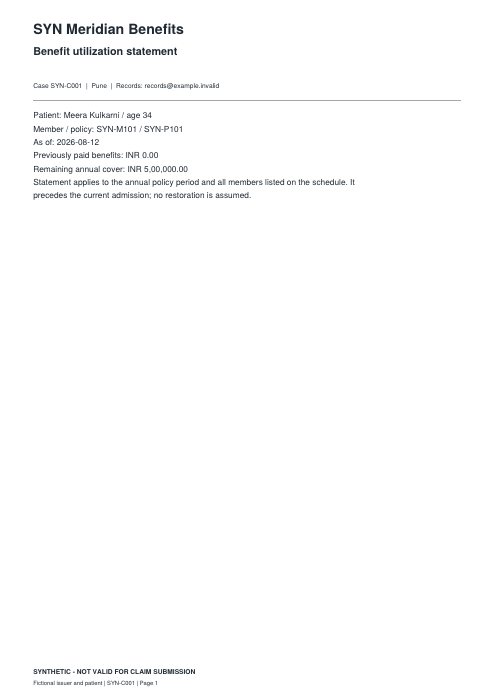 SYN Meridian Benefits
Benefit utilization statement
Case SYN-C001 | Pune | Records: records@example.invalid
Patient: Meera Kulkarni / age 34
Member / policy: SYN-M101 / SYN-P101
As of: 2026-08-12
Previously paid benefits: INR 0.00
Remaining annual cover: INR 5,00,000.00
Statement applies to the annual policy period and all members listed on the schedule. It
precedes the current admission; no restoration is assumed.
SYNTHETIC - NOT VALID FOR CLAIM SUBMISSION
Fictional issuer and patient | SYN-C001 | Page 1